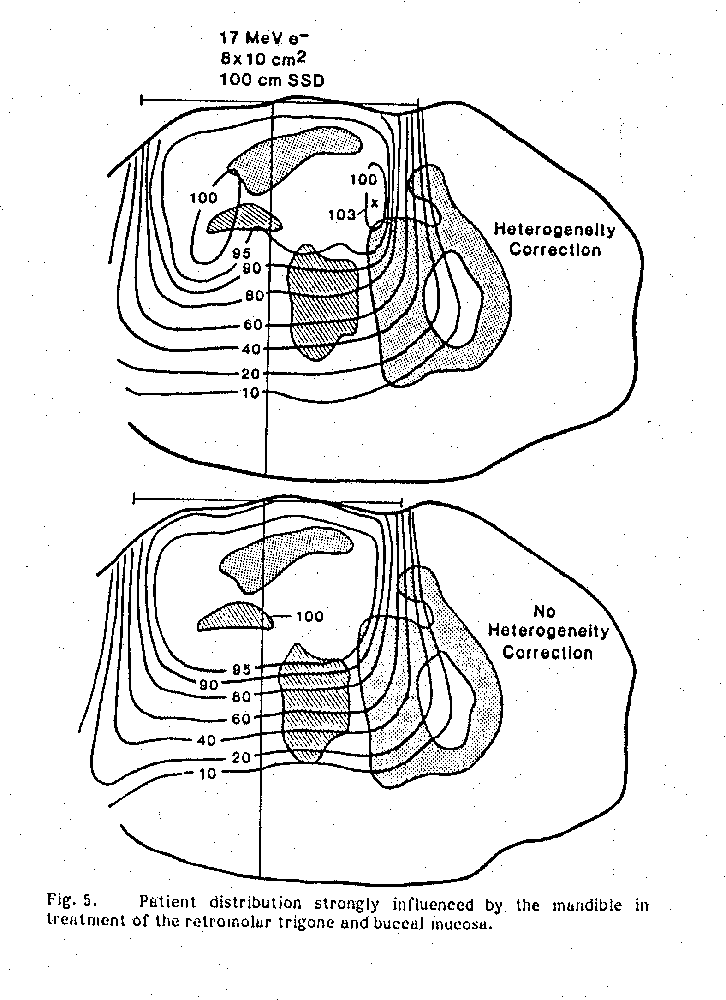 17 MeV e⁻
8x10 cm²
100 cm SSD
100
100
x
103
Heterogeneity
Correction
95
90
80
60
40
20
10
No
Heterogeneity
Correction
100
95
90
80
60
40
20
10
Fig. 5. Patient distribution strongly influenced by the mandible in
treatment of the retromolar trigone and buccal mucosa.